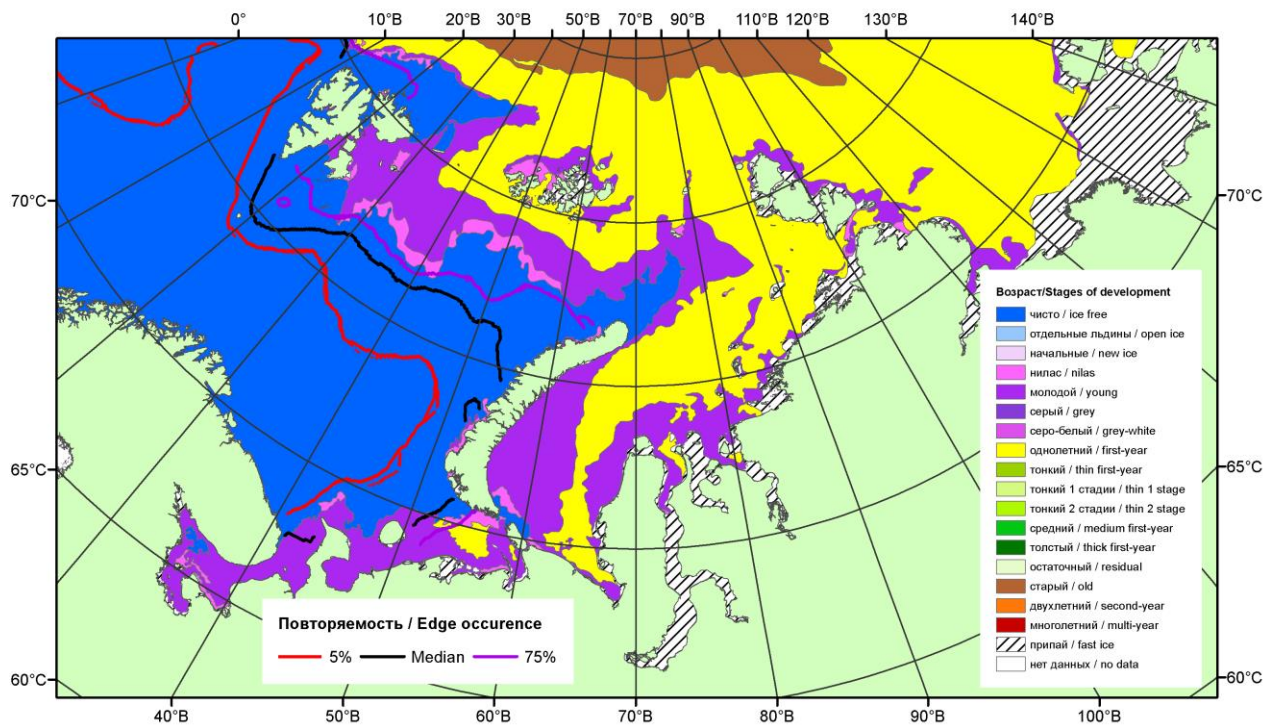 0° 10°В 20°В 30°В 50°В 70°В 90°В 110°В 120°В 130°В 140°В
70°С 70°С
65°С 65°С
60°С 60°С
40°В 50°В 60°В 70°В 80°В 90°В 100°В
Возраст/Stages of development
чисто / ice free
отдельные льдины / open ice
начальные / new ice
нилас / nilas
молодой / young
серый / grey
серо-белый / grey-white
однолетний / first-year
тонкий / thin first-year
тонкий 1 стадии / thin 1 stage
тонкий 2 стадии / thin 2 stage
средний / medium first-year
толстый / thick first-year
остаточный / residual
старый / old
двухлетний / second-year
многолетний / multi-year
припай / fast ice
нет данных / no data
Повторяемость / Edge occurence
5% Median 75%